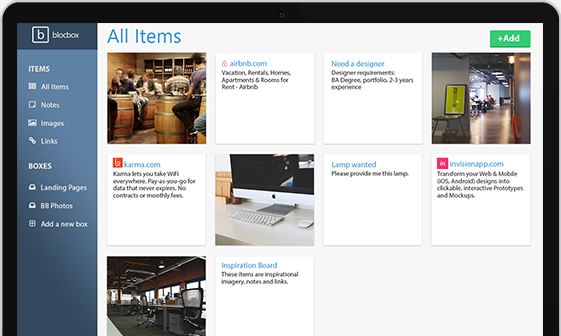 b blocbox
All Items
+Add
ITEMS
All Items
Notes
Images
Links
BOXES
Landing Pages
BB Photos
Add a new box
airbnb.com
Vacation, Rentals, Homes,
Apartments & Rooms for
Rent - Airbnb
Need a designer
Designer requirements:
BA Degree, portfolio, 2-3 years
experience
karma.com
Karma lets you take WiFi
everywhere. Pay-as-you-go for
data that never expires. No
contracts or monthly fees.
Lamp wanted
Please provide me this lamp.
in invisionapp.com
Transform your Web & Mobile
(iOS, Android) designs into
clickable, interactive Prototypes
and Mockups.
Inspiration Board
These items are inspirational
imagery, notes and links.